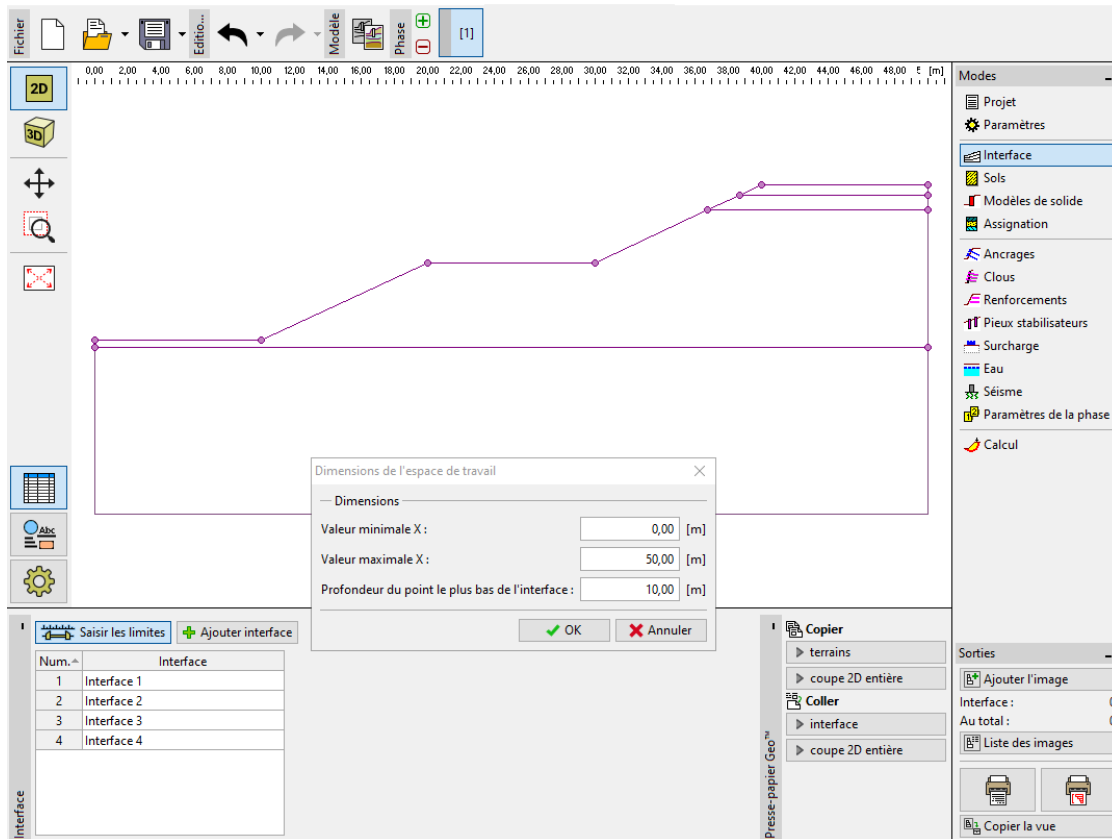 Fichier
Editio...
Modèle
Phase
[1]
0,00 2,00 4,00 6,00 8,00 10,00 12,00 14,00 16,00 18,00 20,00 22,00 24,00 26,00 28,00 30,00 32,00 34,00 36,00 38,00 40,00 42,00 44,00 46,00 48,00 [m]
2D
3D
Abc
Modes
Projet
Paramètres
Interface
Sols
Modèles de solide
Assignation
Ancrages
Clous
Renforcements
Pieux stabilisateurs
Surcharge
Eau
Séisme
Paramètres de la phase
Calcul
Dimensions de l'espace de travail
Dimensions
Valeur minimale X : 0,00 [m]
Valeur maximale X : 50,00 [m]
Profondeur du point le plus bas de l'interface : 10,00 [m]
OK
Annuler
Interface
Saisir les limites
Ajouter interface
Num. Interface
1 Interface 1
2 Interface 2
3 Interface 3
4 Interface 4
Presse-papier Geo™
Copier
terrains
coupe 2D entière
Coller
interface
coupe 2D entière
Sorties
Ajouter l'image
Interface :
Au total :
Liste des images
Copier la vue